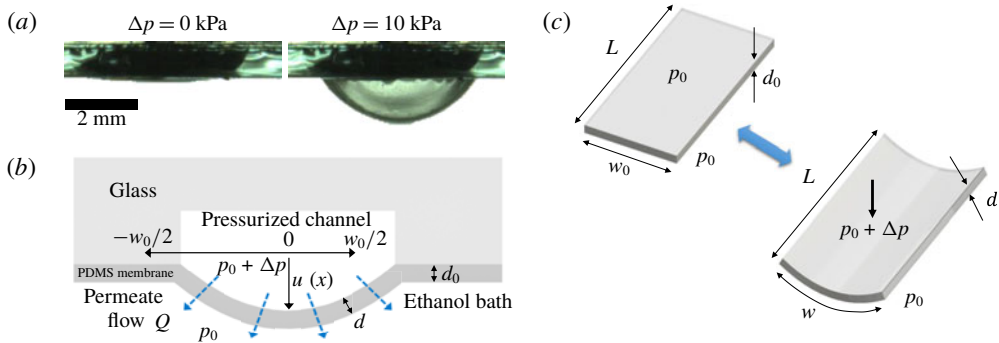 (a)
Δp = 0 kPa
Δp = 10 kPa
2 mm
(b)
Glass
Pressurized channel
−w₀/2
0
w₀/2
PDMS membrane
p₀ + Δp
u (x)
d₀
Permeate
flow Q
p₀
d
Ethanol bath
(c)
L
p₀
d₀
w₀
p₀
L
d
p₀ + Δp
w
p₀